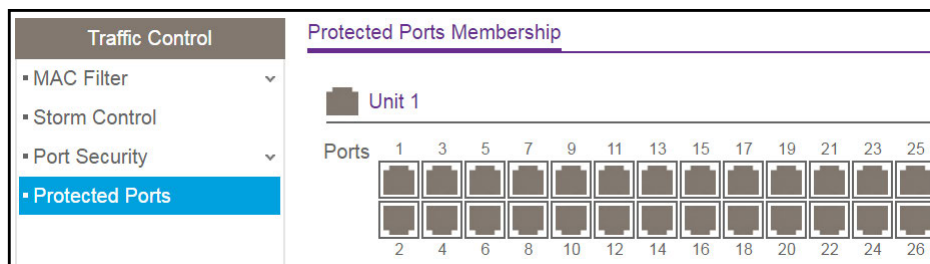 Traffic Control
MAC Filter
Storm Control
Port Security
Protected Ports
Protected Ports Membership
Unit 1
Ports 1 3 5 7 9 11 13 15 17 19 21 23 25
2 4 6 8 10 12 14 16 18 20 22 24 26